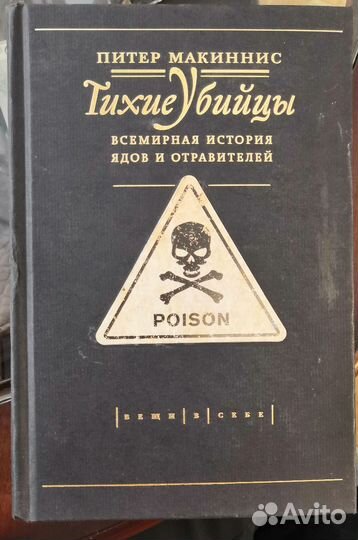 ПИТЕР МАКИННИС
Тихие Убийцы
ВСЕМИРНАЯ ИСТОРИЯ
ЯДОВ И ОТРАВИТЕЛЕЙ
POISON
|ВЕЩИ|В|СЕБЕ|
Avito